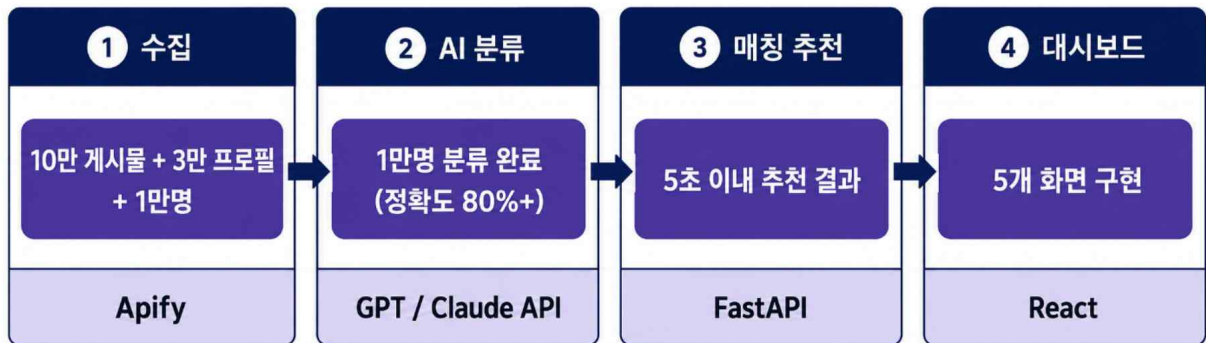 1 수집
10만 게시물 + 3만 프로필
+ 1만명
Apify
2 AI 분류
1만명 분류 완료
(정확도 80%+)
GPT / Claude API
3 매칭 추천
5초 이내 추천 결과
FastAPI
4 대시보드
5개 화면 구현
React